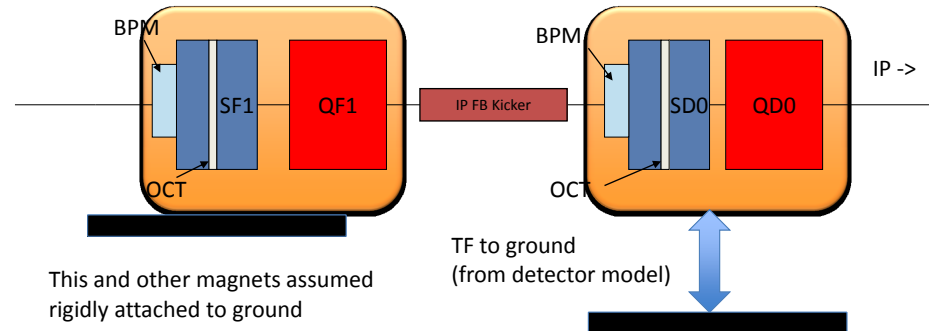 BPM
SF1
QF1
OCT
IP FB Kicker
BPM
SD0
QD0
OCT
IP ->
This and other magnets assumed
rigidly attached to ground
TF to ground
(from detector model)